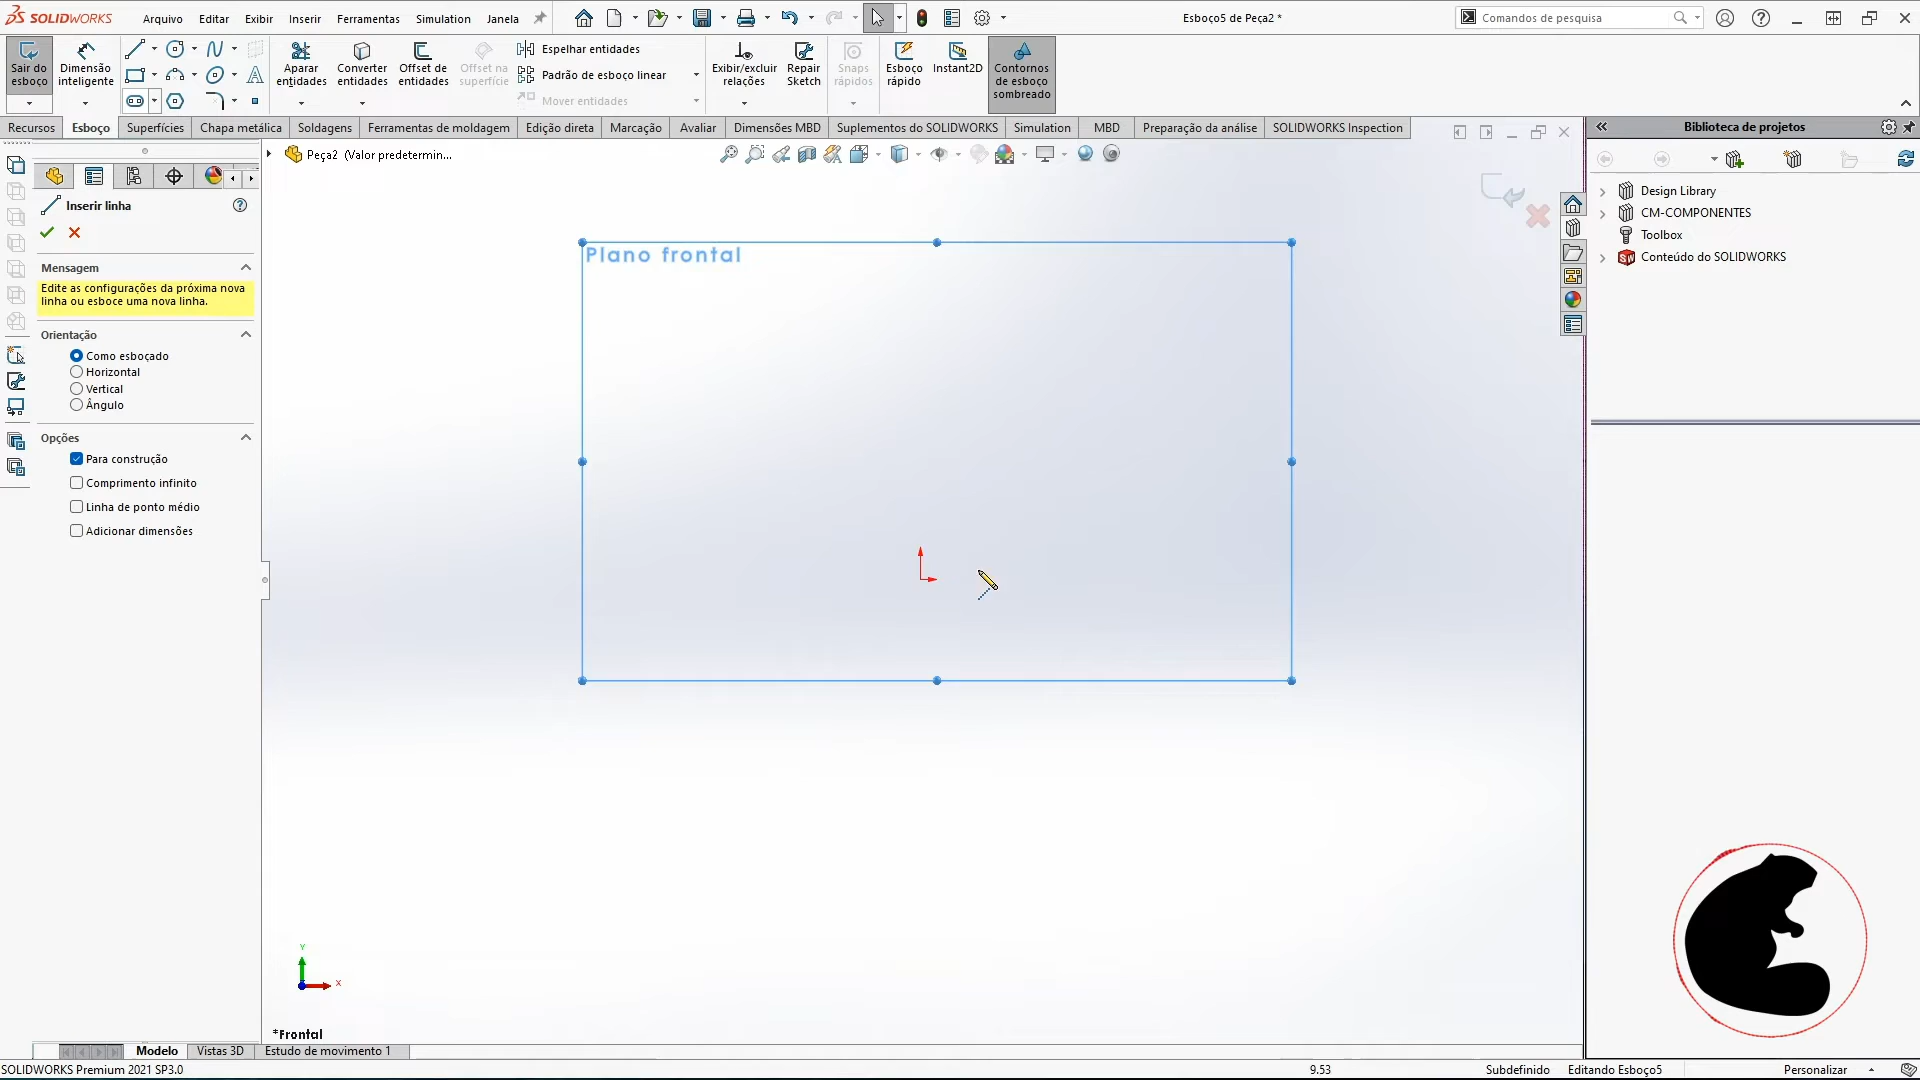 SOLIDWORKS
Arquivo Editar Exibir Inserir Ferramentas Simulation Janela
Esboço5 de Peça2 *
Comandos de pesquisa
Sair do esboço
Dimensão inteligente
Aparar entidades
Converter entidades
Offset de entidades
Offset na superfície
Espelhar entidades
Padrão de esboço linear
Mover entidades
Exibir/excluir relações
Repair Sketch
Snaps rápidos
Esboço rápido
Instant2D
Contornos de esboço sombreado
Recursos Esboço Superfícies Chapa metálica Soldagens Ferramentas de moldagem Edição direta Marcação Avaliar Dimensões MBD Suplementos do SOLIDWORKS Simulation MBD Preparação da análise SOLIDWORKS Inspection
Biblioteca de projetos
Peça2 (Valor predetermin...
Inserir linha
Mensagem
Edite as configurações da próxima nova
linha ou esboce uma nova linha.
Orientação
Como esboçado
Horizontal
Vertical
Ângulo
Opções
Para construção
Comprimento infinito
Linha de ponto médio
Adicionar dimensões
Plano frontal
Design Library
CM-COMPONENTES
Toolbox
Conteúdo do SOLIDWORKS
Y
X
*Frontal
Modelo Vistas 3D Estudo de movimento 1
SOLIDWORKS Premium 2021 SP3.0
9.53
Subdefinido
Editando Esboço5
Personalizar